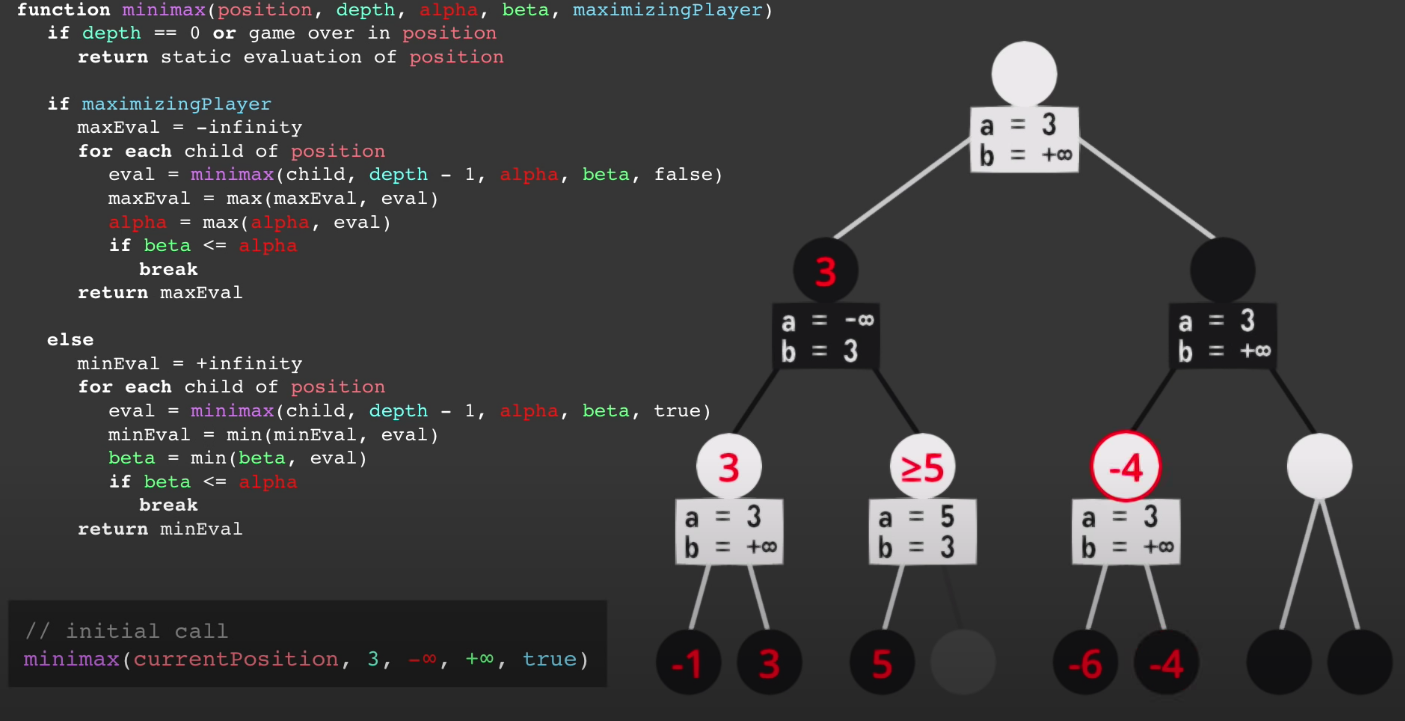 function minimax(position, depth, alpha, beta, maximizingPlayer)
if depth == 0 or game over in position
return static evaluation of position
if maximizingPlayer
maxEval = -infinity
for each child of position
eval = minimax(child, depth - 1, alpha, beta, false)
maxEval = max(maxEval, eval)
alpha = max(alpha, eval)
if beta <= alpha
break
return maxEval
else
minEval = +infinity
for each child of position
eval = minimax(child, depth - 1, alpha, beta, true)
minEval = min(minEval, eval)
beta = min(beta, eval)
if beta <= alpha
break
return minEval
// initial call
minimax(currentPosition, 3, -∞, +∞, true)
a = 3
b = +∞
3
a = -∞
b = 3
a = 3
b = +∞
3
a = 3
b = +∞
≥5
a = 5
b = 3
-4
a = 3
b = +∞
-1
3
5
-6
-4